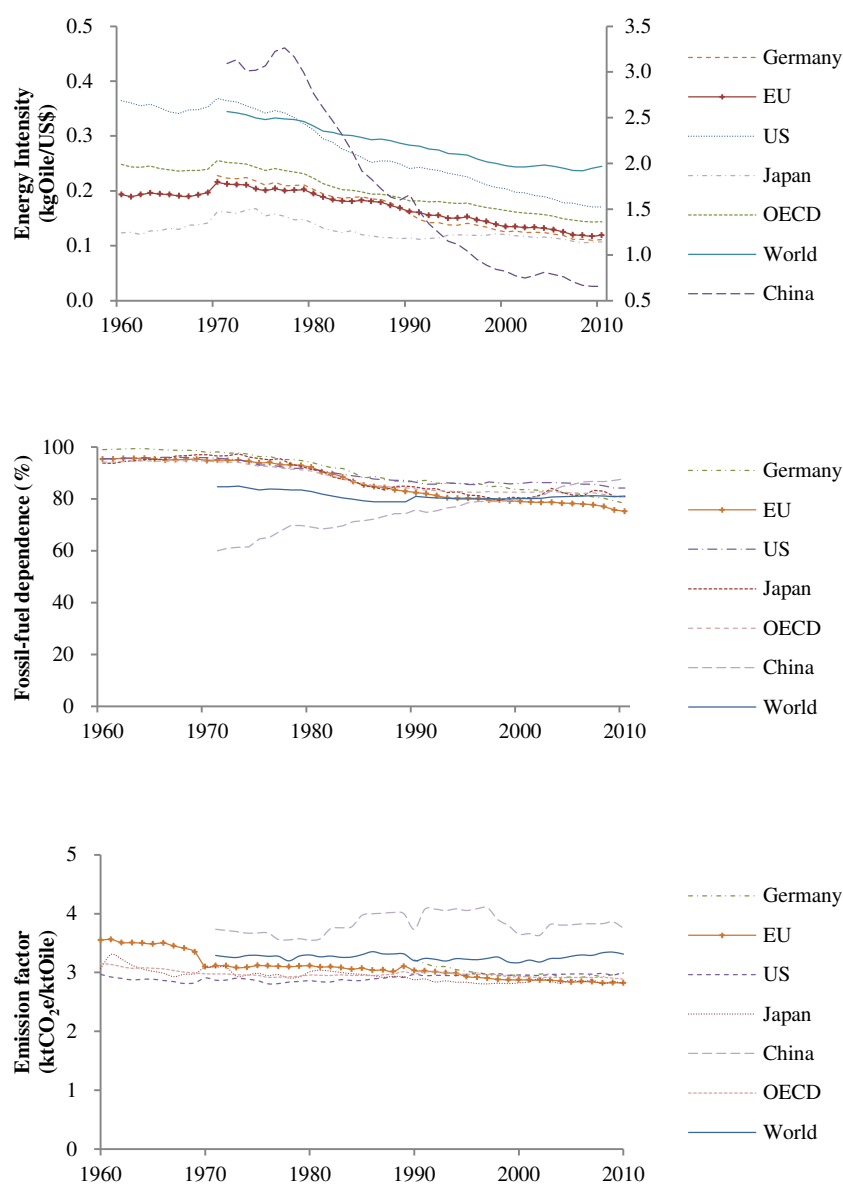 Energy Intensity
(kgOile/US$)
0.5
0.4
0.3
0.2
0.1
0.0
3.5
3.0
2.5
2.0
1.5
1.0
0.5
1960 1970 1980 1990 2000 2010
Germany
EU
US
Japan
OECD
World
China
Fossil-fuel dependence (%)
100
80
60
40
20
0
1960 1970 1980 1990 2000 2010
Germany
EU
US
Japan
OECD
China
World
Emission factor
(ktCO₂e/ktOile)
5
4
3
2
1
0
1960 1970 1980 1990 2000 2010
Germany
EU
US
Japan
China
OECD
World